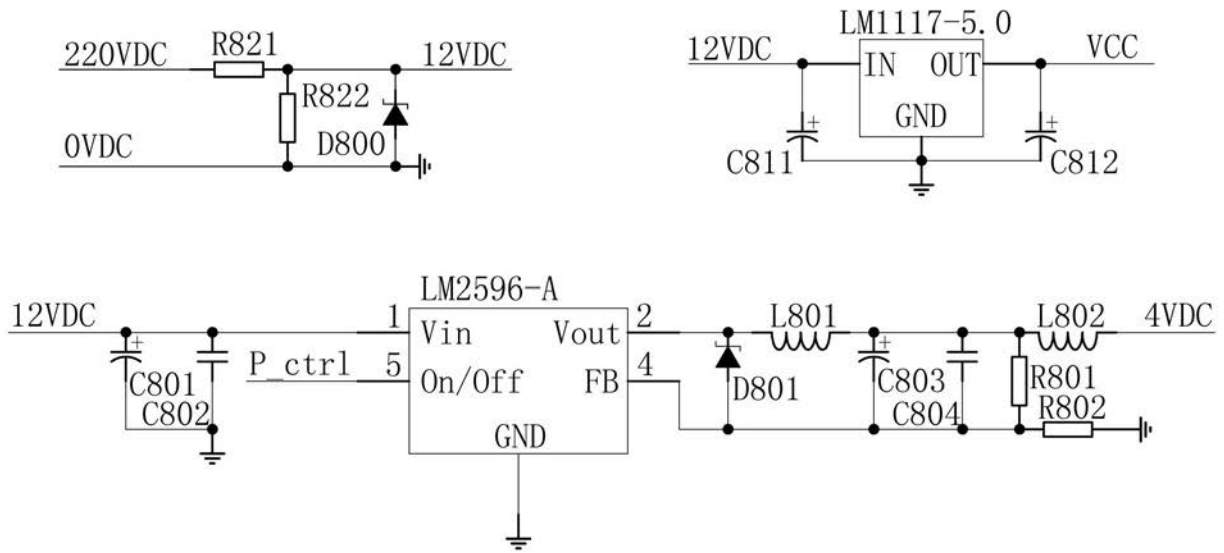 220VDC
R821
12VDC
R822
D800
0VDC
LM1117-5.0
12VDC
VCC
IN
OUT
GND
C811
C812
LM2596-A
12VDC
1
Vin
Vout
2
L801
L802
4VDC
P_ctrl
5
On/Off
FB
4
C801
C802
D801
C803
C804
R801
R802
GND